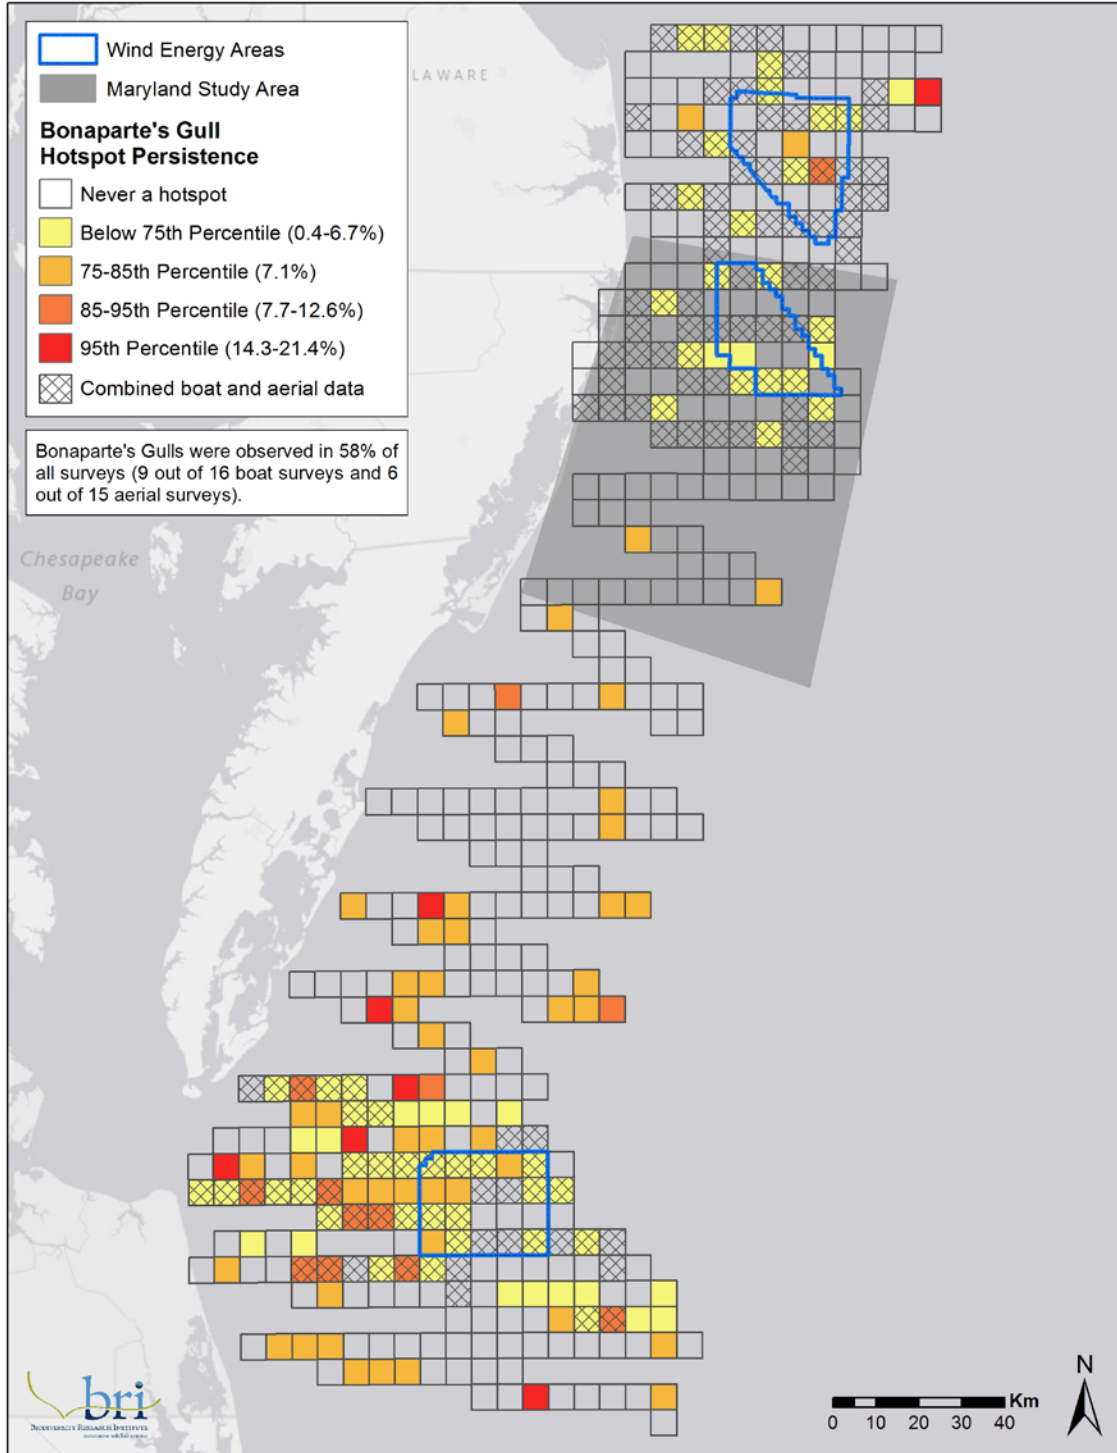 Wind Energy Areas
Maryland Study Area
Bonaparte's Gull
Hotspot Persistence
Never a hotspot
Below 75th Percentile (0.4-6.7%)
75-85th Percentile (7.1%)
85-95th Percentile (7.7-12.6%)
95th Percentile (14.3-21.4%)
Combined boat and aerial data
Bonaparte's Gulls were observed in 58% of
all surveys (9 out of 16 boat surveys and 6
out of 15 aerial surveys).
LAWARE
Chesapeake
Bay
bri
BIODIVERSITY RESEARCH INSTITUTE
N
Km
0 10 20 30 40